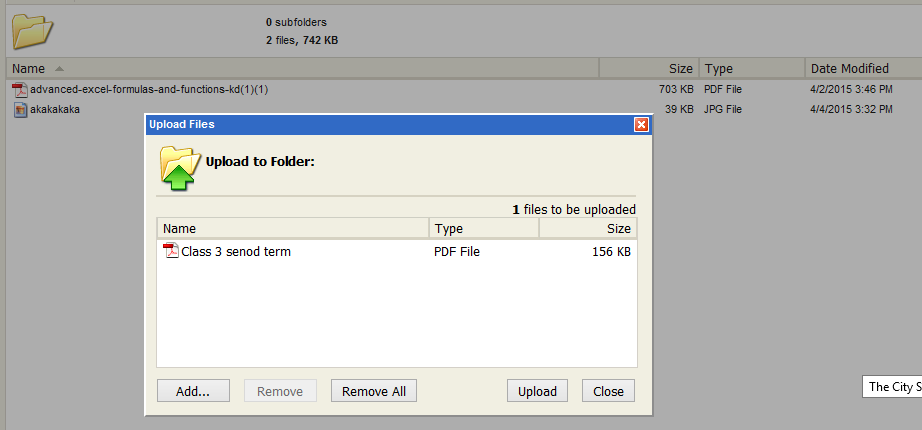 0 subfolders
2 files, 742 KB
Name Size Type Date Modified
advanced-excel-formulas-and-functions-kd(1)(1) 703 KB PDF File 4/2/2015 3:46 PM
akakakaka 39 KB JPG File 4/4/2015 3:32 PM
Upload Files
Upload to Folder:
1 files to be uploaded
Name Type Size
Class 3 senod term PDF File 156 KB
Add... Remove Remove All Upload Close
The City S